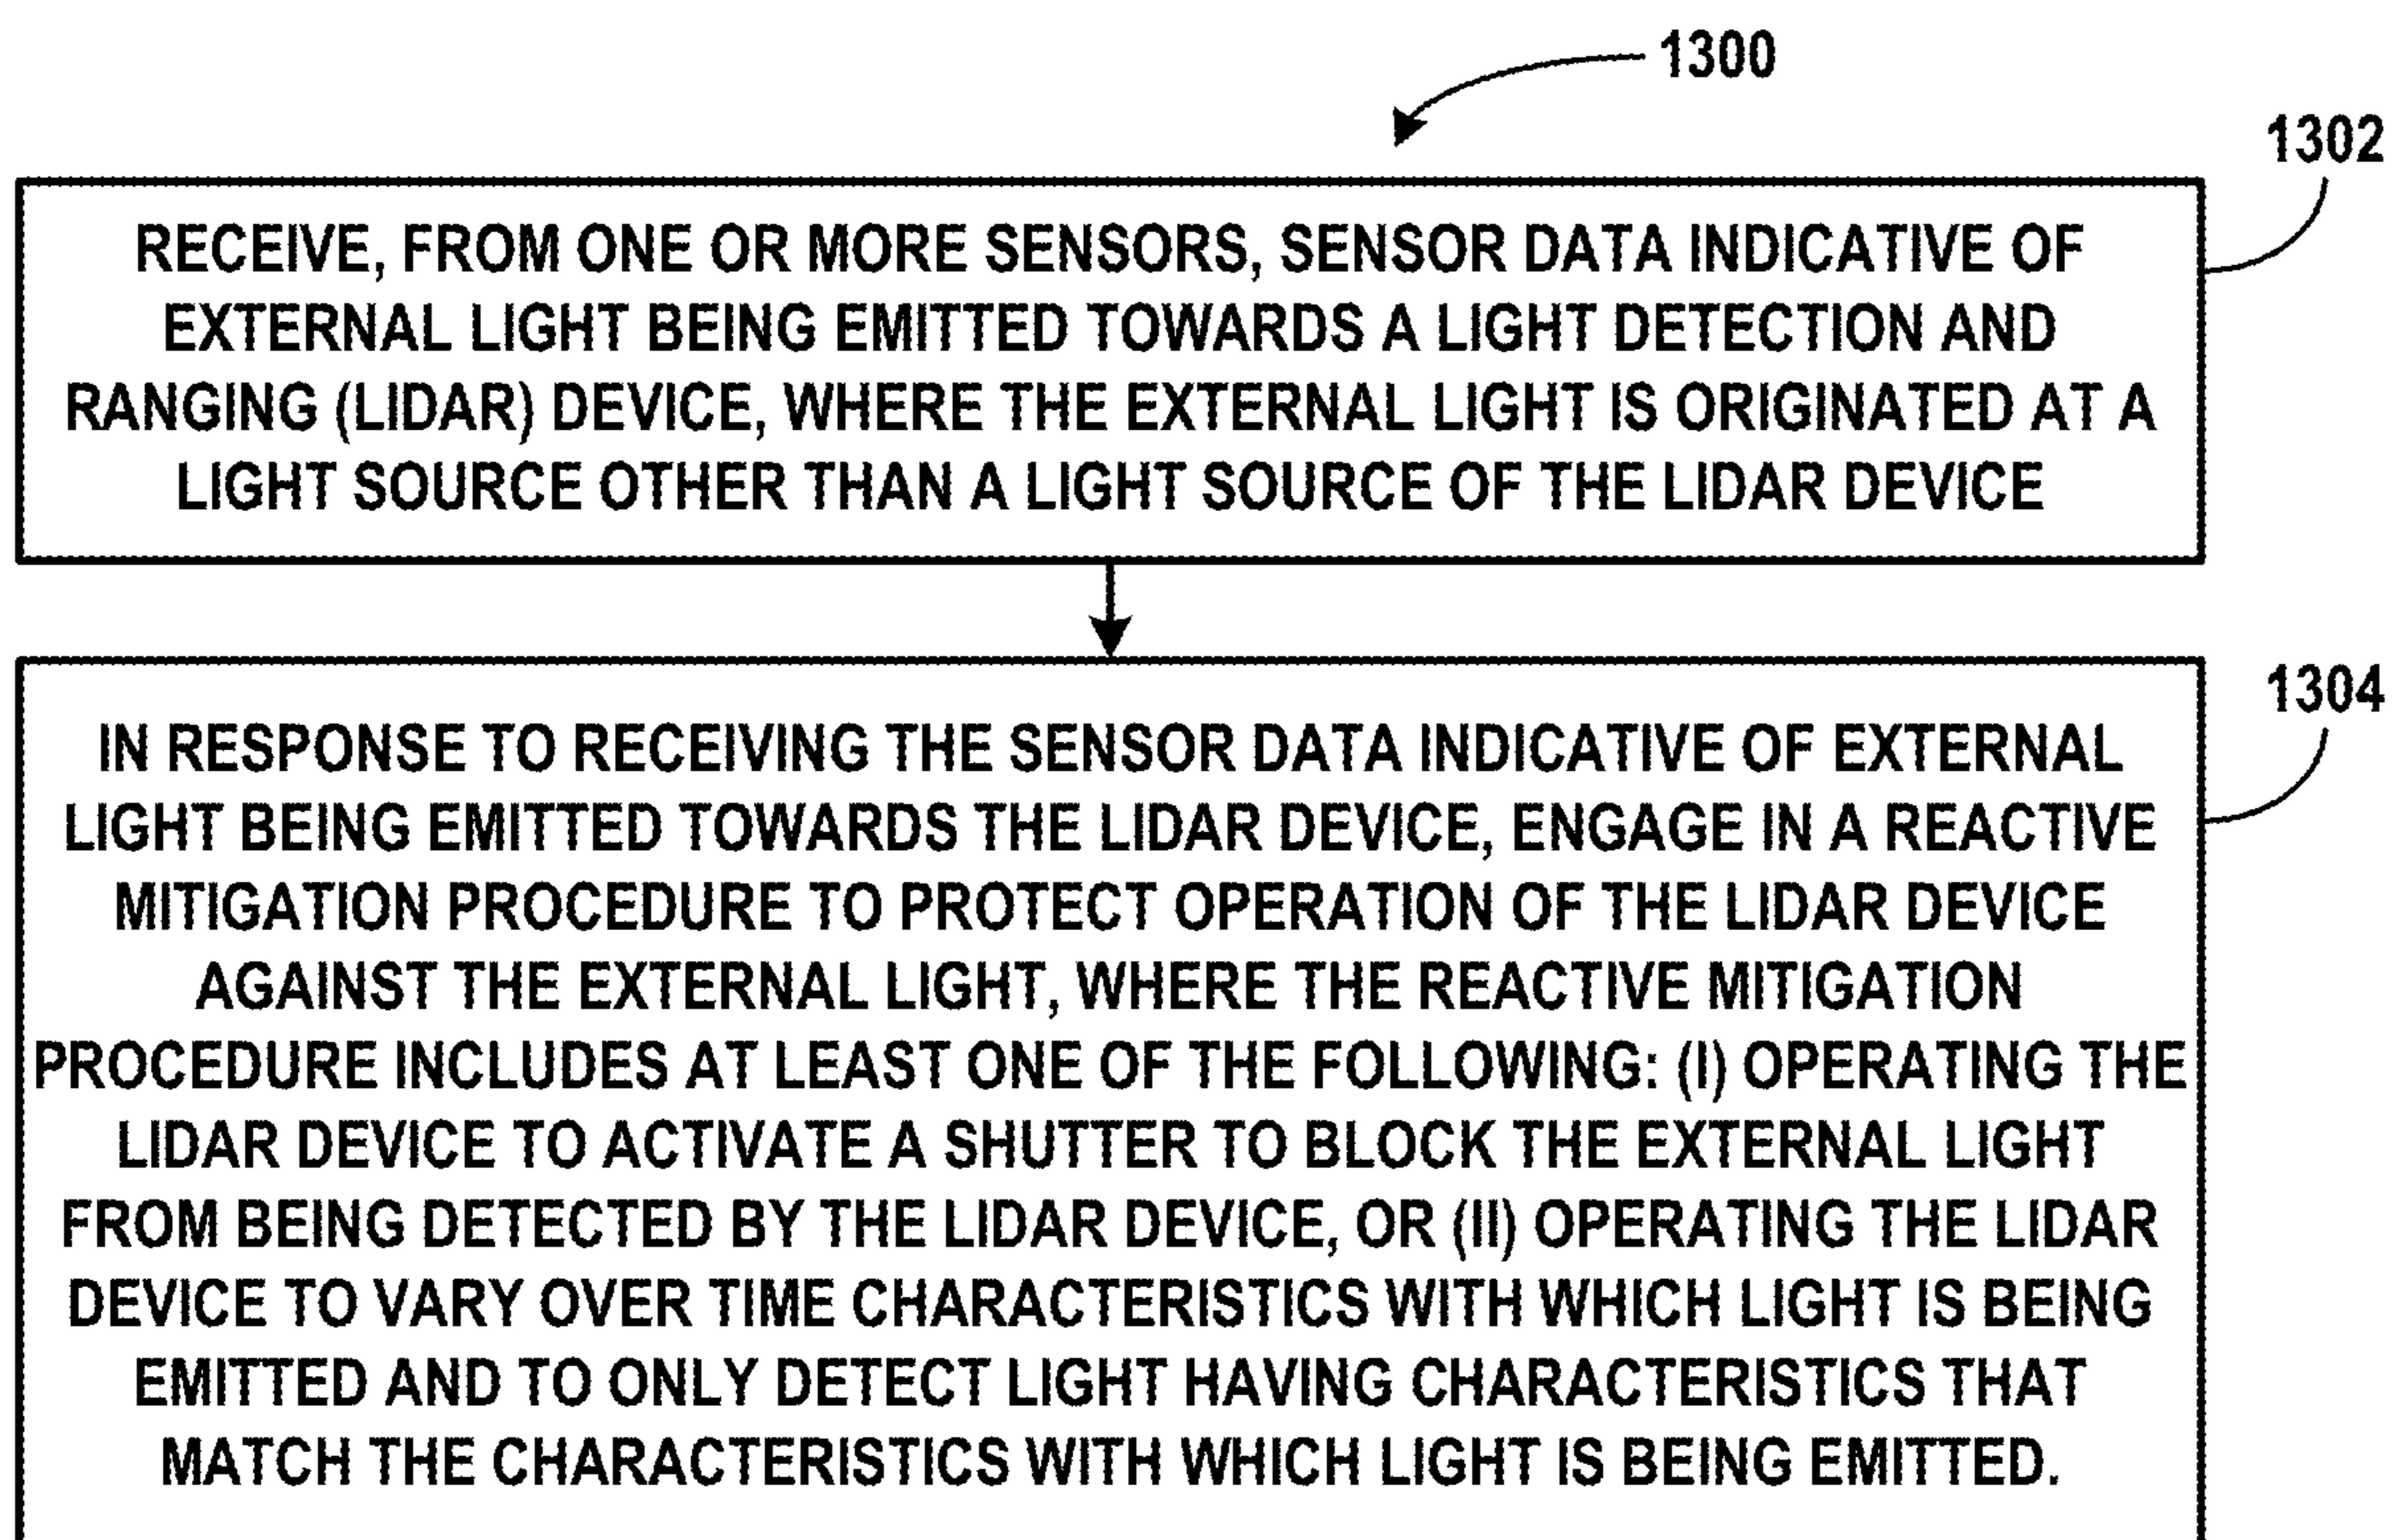 1300
1302
RECEIVE, FROM ONE OR MORE SENSORS, SENSOR DATA INDICATIVE OF
EXTERNAL LIGHT BEING EMITTED TOWARDS A LIGHT DETECTION AND
RANGING (LIDAR) DEVICE, WHERE THE EXTERNAL LIGHT IS ORIGINATED AT A
LIGHT SOURCE OTHER THAN A LIGHT SOURCE OF THE LIDAR DEVICE
1304
IN RESPONSE TO RECEIVING THE SENSOR DATA INDICATIVE OF EXTERNAL
LIGHT BEING EMITTED TOWARDS THE LIDAR DEVICE, ENGAGE IN A REACTIVE
MITIGATION PROCEDURE TO PROTECT OPERATION OF THE LIDAR DEVICE
AGAINST THE EXTERNAL LIGHT, WHERE THE REACTIVE MITIGATION
PROCEDURE INCLUDES AT LEAST ONE OF THE FOLLOWING: (I) OPERATING THE
LIDAR DEVICE TO ACTIVATE A SHUTTER TO BLOCK THE EXTERNAL LIGHT
FROM BEING DETECTED BY THE LIDAR DEVICE, OR (II) OPERATING THE LIDAR
DEVICE TO VARY OVER TIME CHARACTERISTICS WITH WHICH LIGHT IS BEING
EMITTED AND TO ONLY DETECT LIGHT HAVING CHARACTERISTICS THAT
MATCH THE CHARACTERISTICS WITH WHICH LIGHT IS BEING EMITTED.